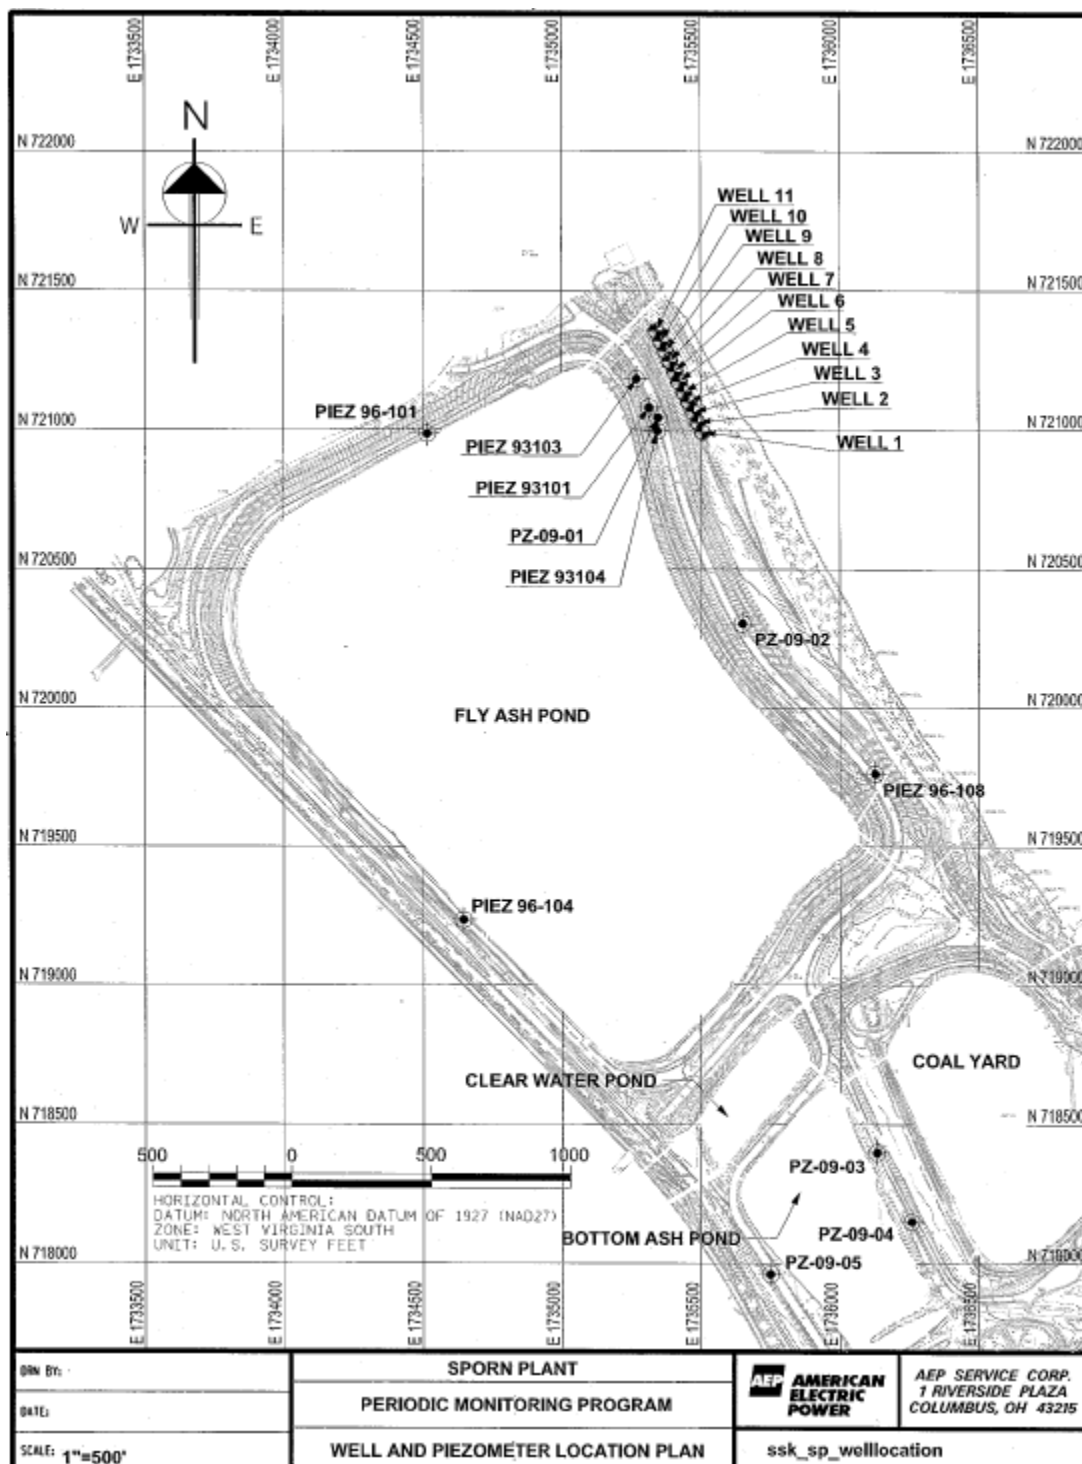 E 1733500
E 1734000
E 1734500
E 1735000
E 1735500
E 1736000
E 1736500
N
W E
N 722000
N 722000
WELL 11
WELL 10
WELL 9
WELL 8
WELL 7
WELL 6
WELL 5
WELL 4
WELL 3
WELL 2
WELL 1
N 721500
N 721500
PIEZ 96-101
N 721000
N 721000
PIEZ 93103
PIEZ 93101
PZ-09-01
PIEZ 93104
N 720500
N 720500
PZ-09-02
N 720000
N 720000
FLY ASH POND
PIEZ 96-108
N 719500
N 719500
PIEZ 96-104
N 719000
N 719000
COAL YARD
CLEAR WATER POND
N 718500
N 718500
500 0 500 1000
PZ-09-03
HORIZONTAL CONTROL:
DATUM: NORTH AMERICAN DATUM OF 1927 (NAD27)
ZONE: WEST VIRGINIA SOUTH
UNIT: U.S. SURVEY FEET
BOTTOM ASH POND
PZ-09-04
N 718000
N 718000
PZ-09-05
E 1733500
E 1734000
E 1734500
E 1735000
E 1735500
E 1736000
E 1736500
DRN BY:
DATE:
SCALE: 1"=500'
SPORN PLANT
PERIODIC MONITORING PROGRAM
WELL AND PIEZOMETER LOCATION PLAN
AEP AMERICAN
ELECTRIC
POWER
AEP SERVICE CORP.
1 RIVERSIDE PLAZA
COLUMBUS, OH 43215
ssk_sp_welllocation